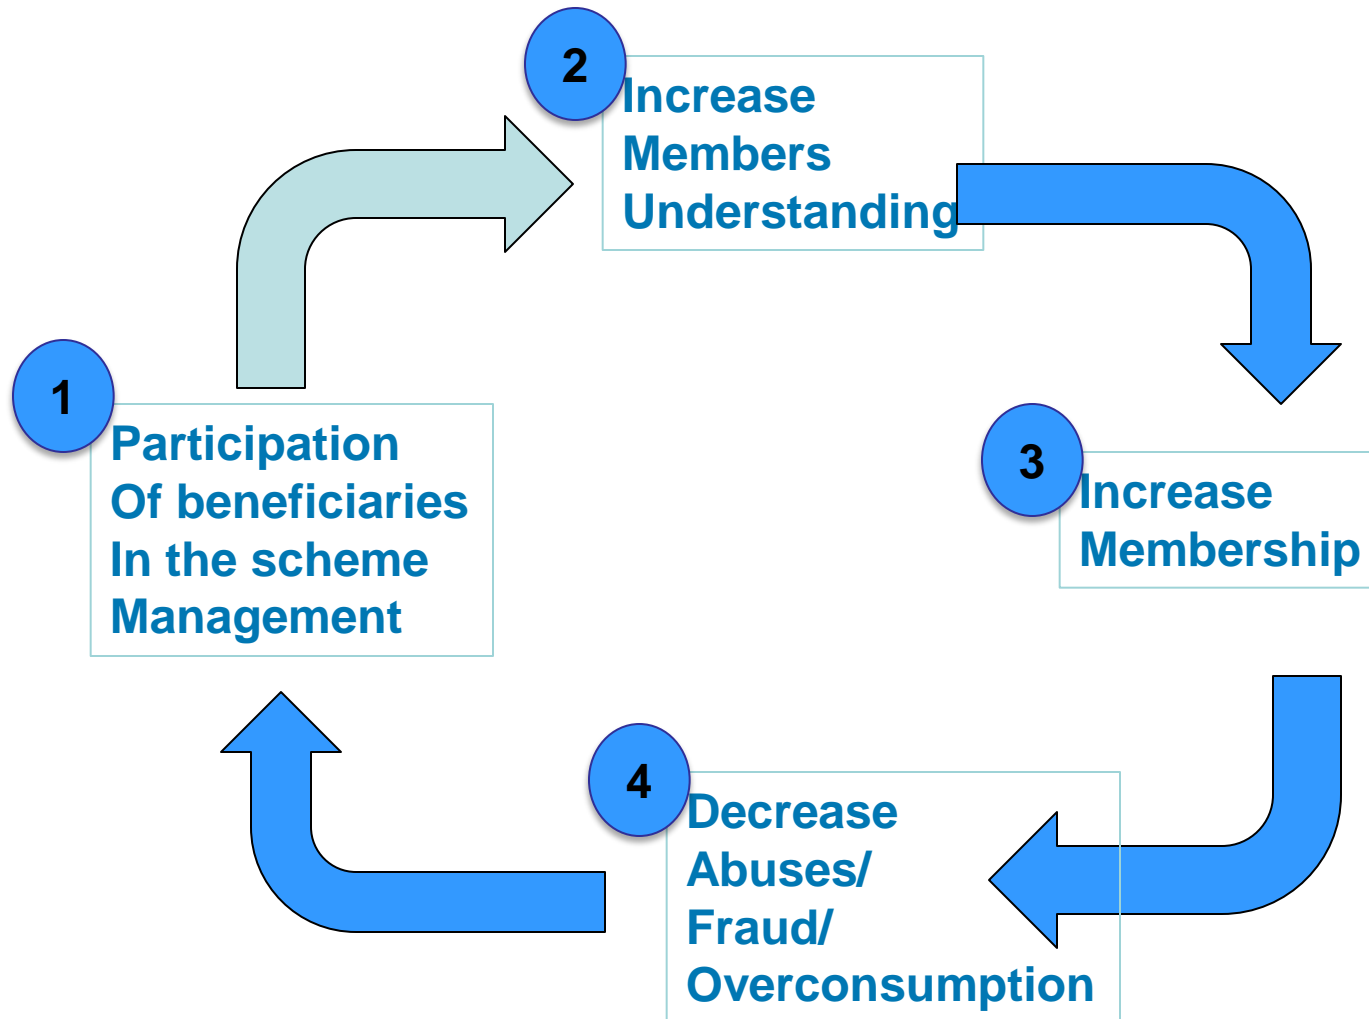 1
Participation
Of beneficiaries
In the scheme
Management
2
Increase
Members
Understanding
3
Increase
Membership
4
Decrease
Abuses/
Fraud/
Overconsumption